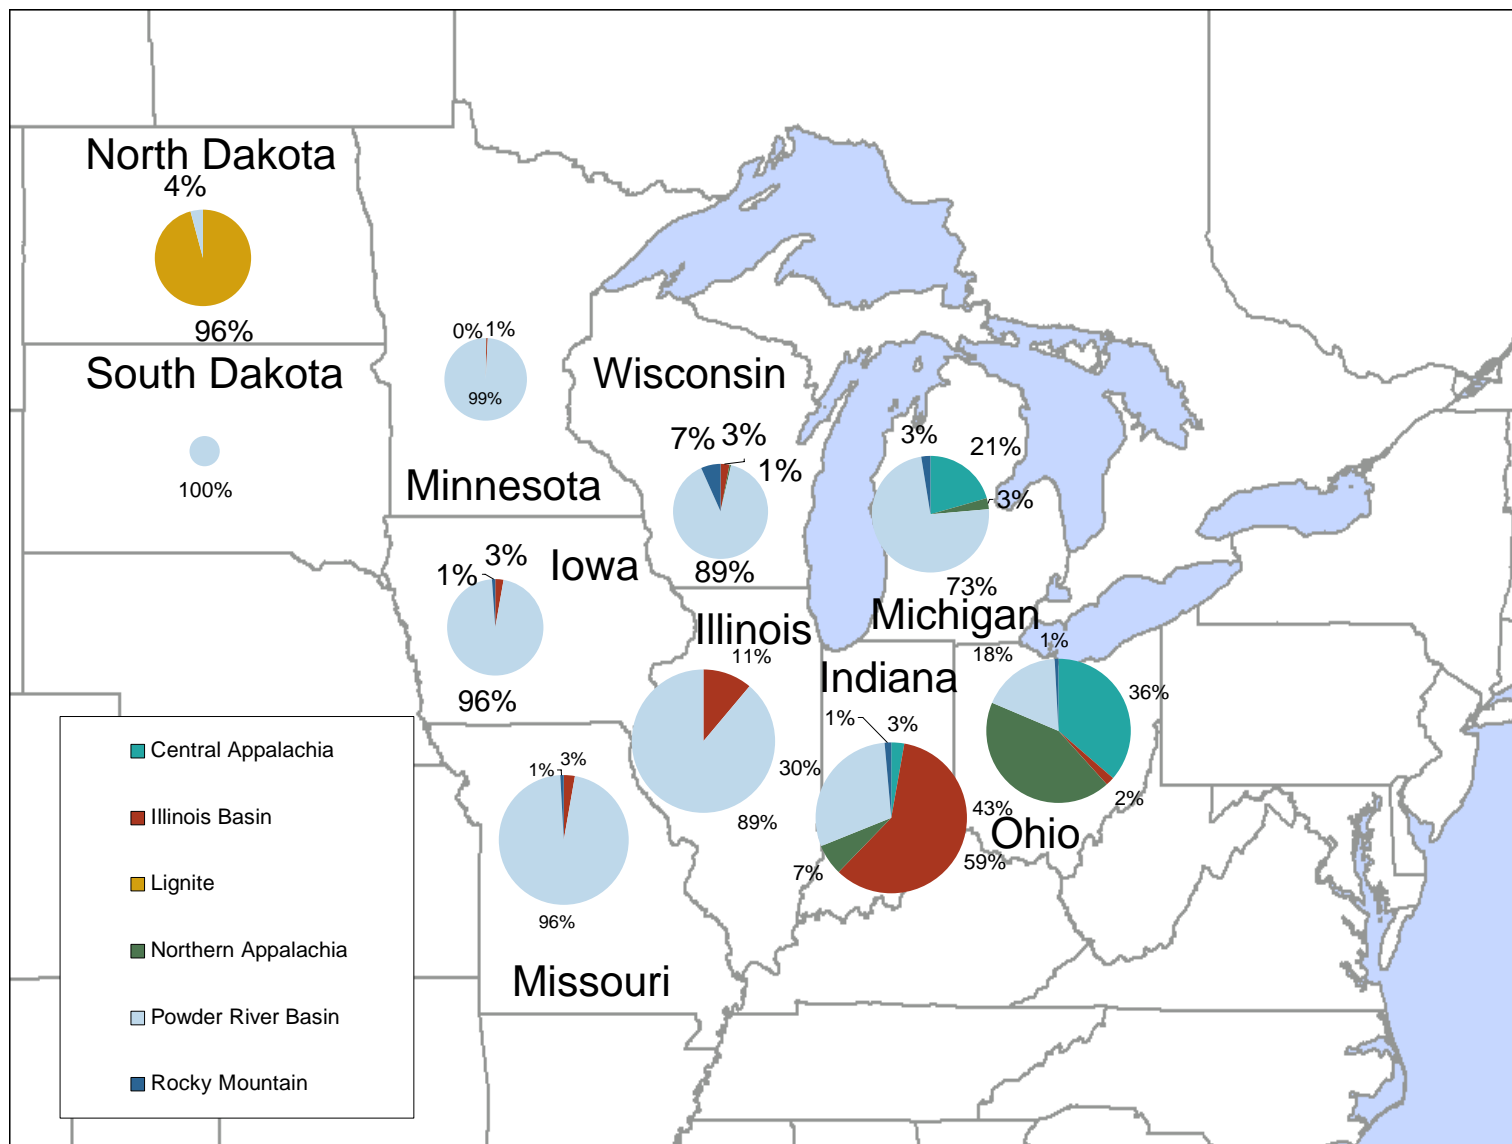 North Dakota
4%
96%
South Dakota
100%
0% 1%
99%
Minnesota
Wisconsin
7% 3%
1%
89%
3% 21%
3%
73%
Michigan
Iowa
1% 3%
96%
Illinois
11%
89%
Indiana
1% 3%
30%
7%
59%
18% 1%
36%
2%
43%
Ohio
1% 3%
96%
Missouri
Central Appalachia
Illinois Basin
Lignite
Northern Appalachia
Powder River Basin
Rocky Mountain